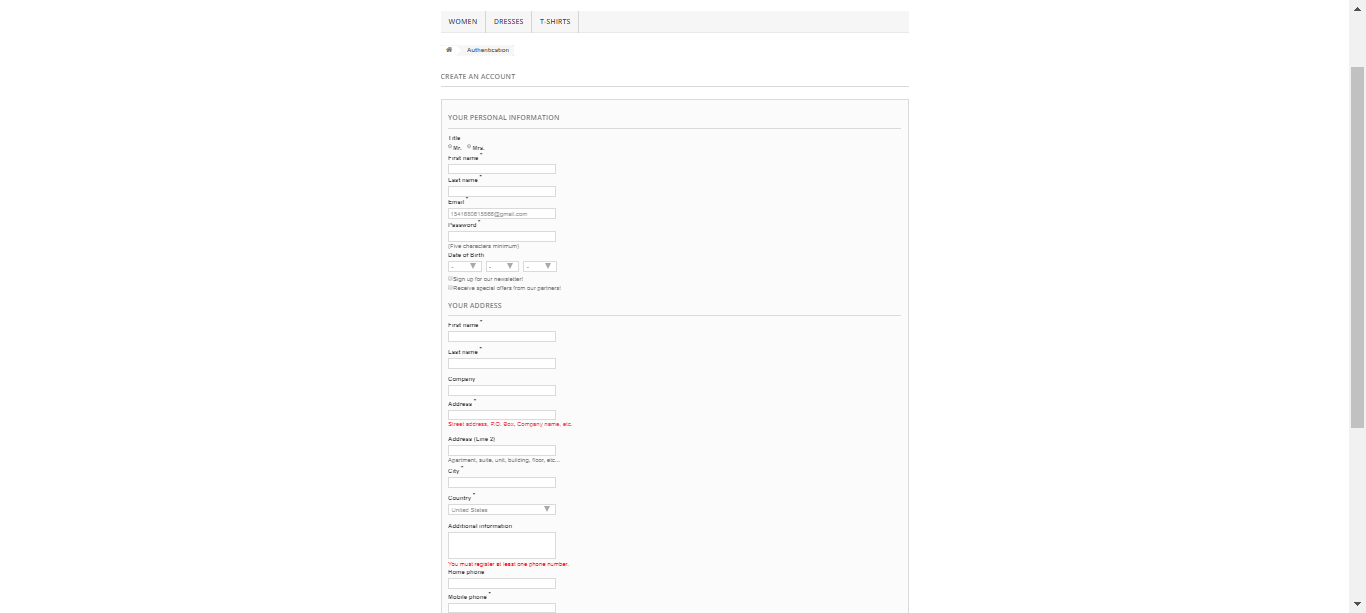 WOMEN DRESSES T-SHIRTS
Authentication
CREATE AN ACCOUNT
YOUR PERSONAL INFORMATION
Title
Mr. Mrs.
First name *
Last name *
Email *
@gmail.com
Password *
(Five characters minimum)
Date of Birth
- - -
Sign up for our newsletter!
Receive special offers from our partners!
YOUR ADDRESS
First name *
Last name *
Company
Address *
Street address, P.O. Box, Company name, etc.
Address (Line 2)
Apartment, suite, unit, building, floor, etc...
City *
Country *
United States
Additional information
You must register at least one phone number.
Home phone
Mobile phone *